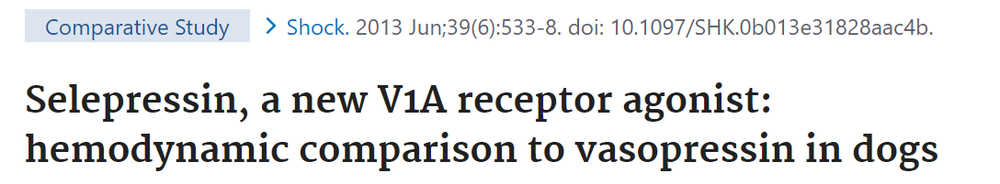 Comparative Study > Shock. 2013 Jun;39(6):533-8. doi: 10.1097/SHK.0b013e31828aac4b.
Selepressin, a new V1A receptor agonist:
hemodynamic comparison to vasopressin in dogs